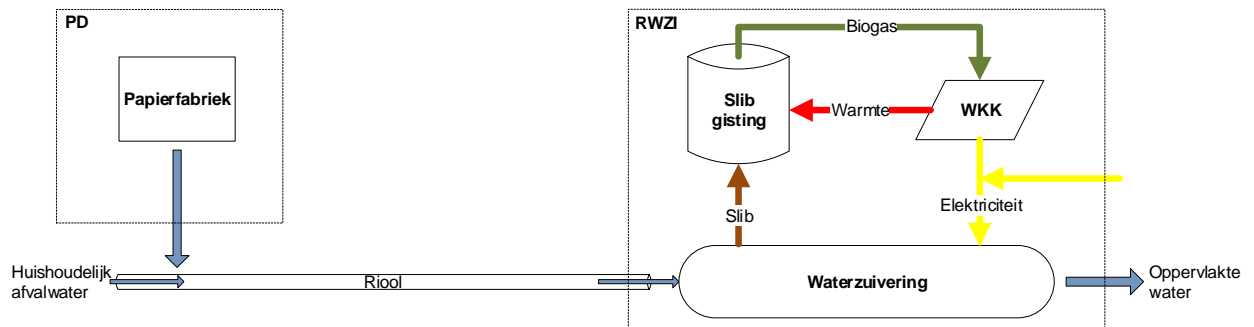 PD
RWZI
Biogas
Papierfabriek
Slib
gisting
Warmte
WKK
Slib
Elektriciteit
Huishoudelijk
afvalwater
Riool
Waterzuivering
Oppervlakte
water